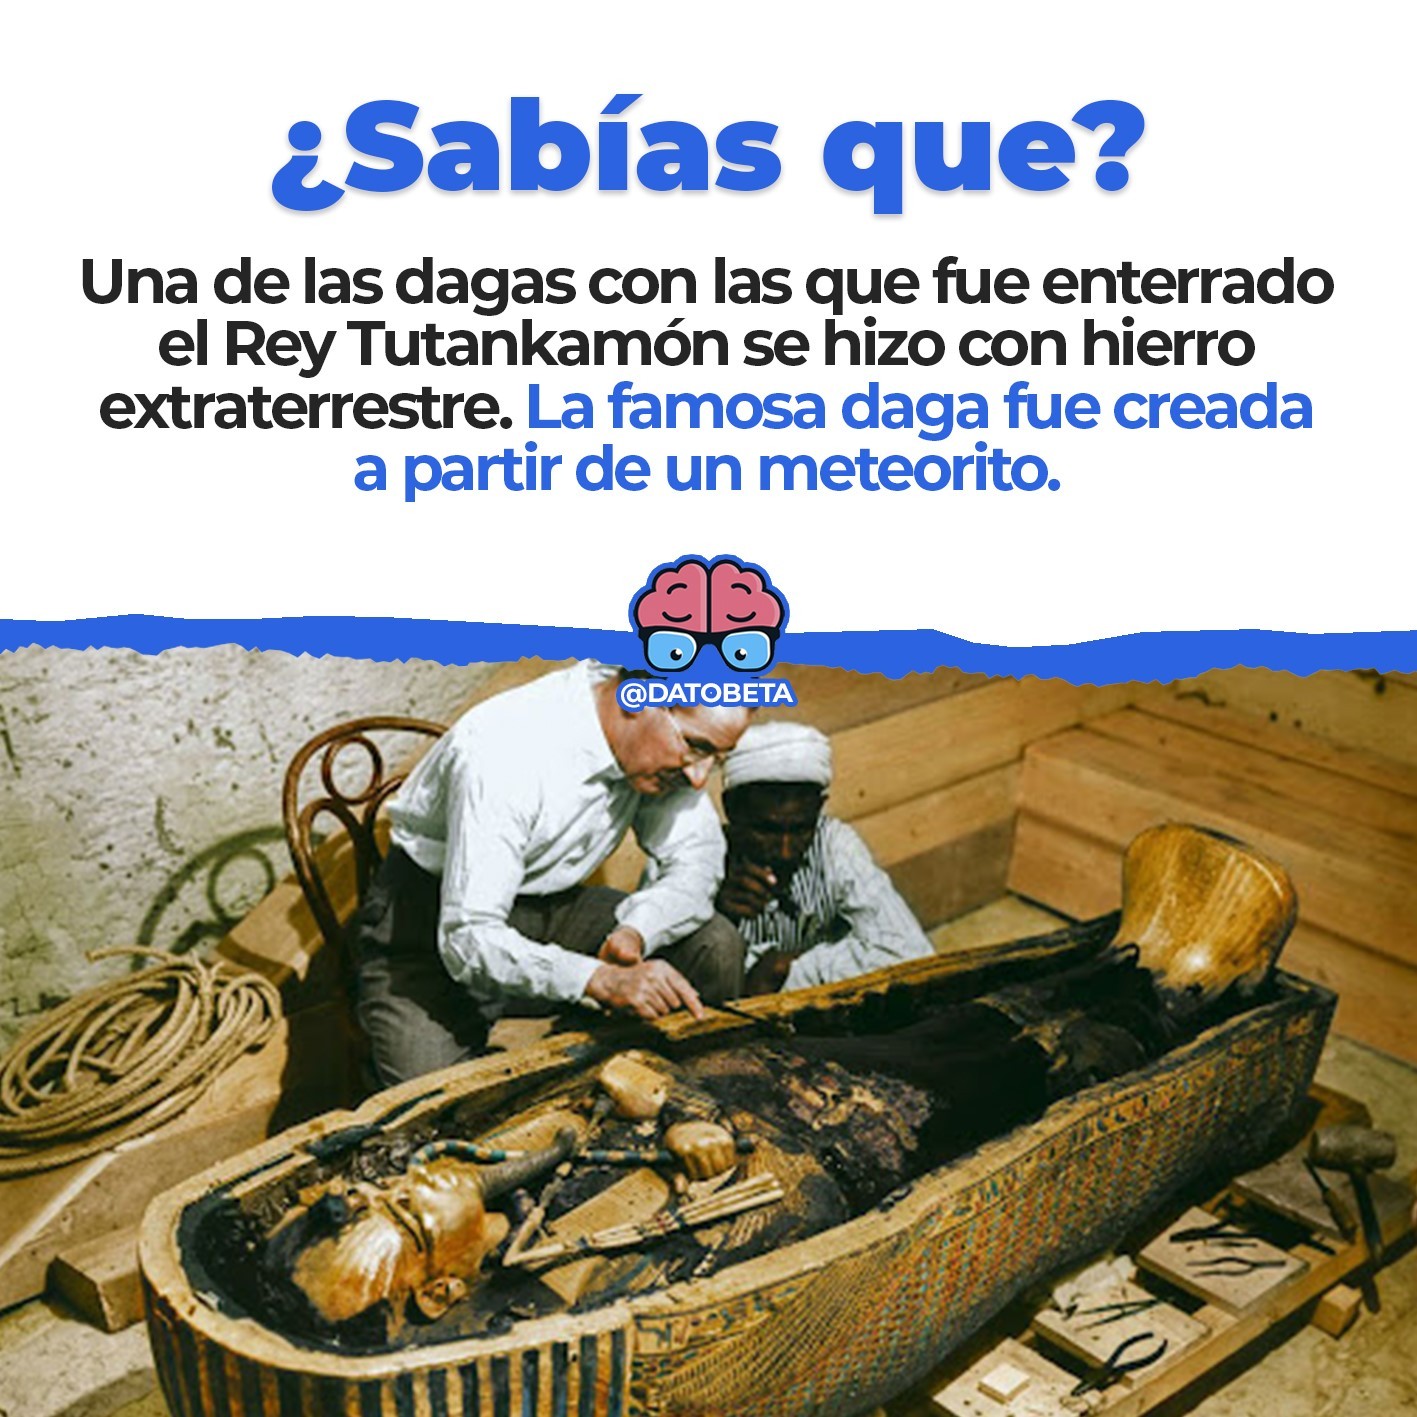 ¿Sabías que?
Una de las dagas con las que fue enterrado
el Rey Tutankamón se hizo con hierro
extraterrestre. La famosa daga fue creada
a partir de un meteorito.
@DATOBETA